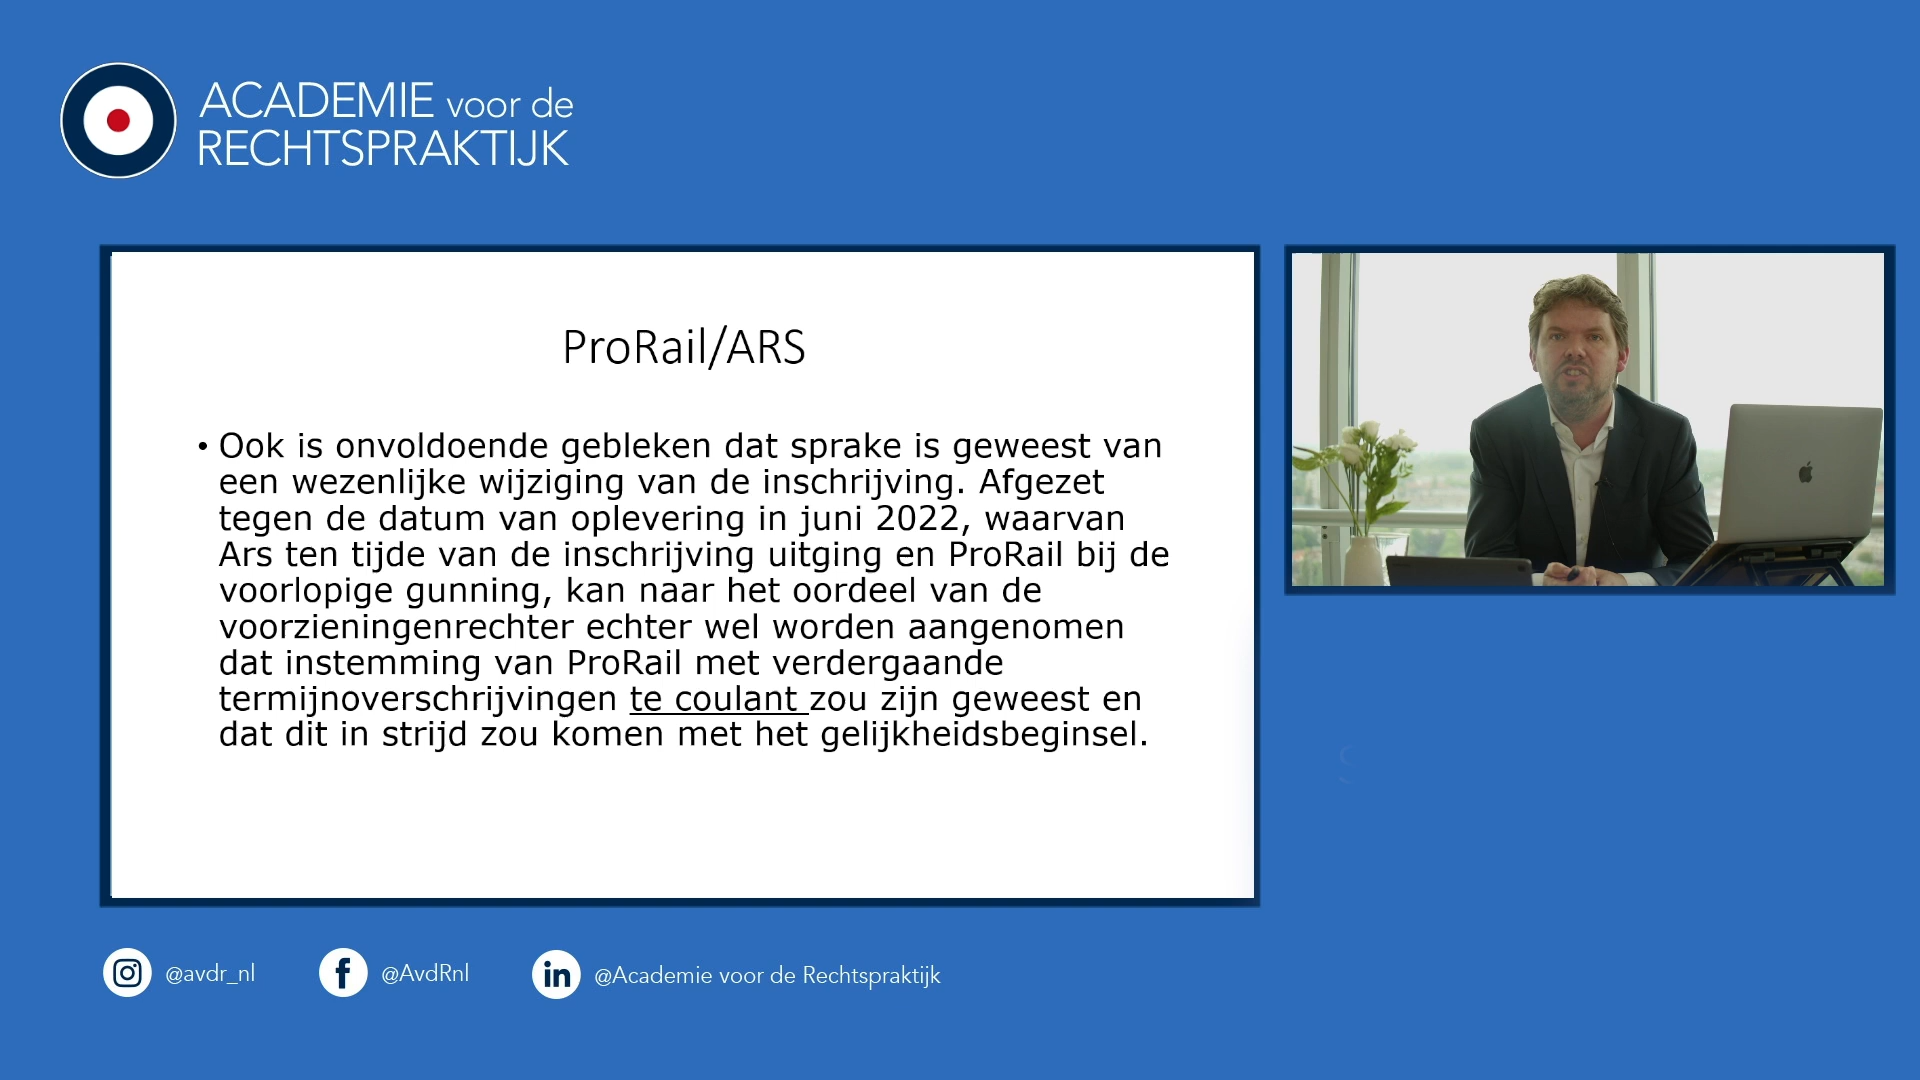 ACADEMIE voor de
RECHTSPRAKTIJK
ProRail/ARS
• Ook is onvoldoende gebleken dat sprake is geweest van
een wezenlijke wijziging van de inschrijving. Afgezet
tegen de datum van oplevering in juni 2022, waarvan
Ars ten tijde van de inschrijving uitging en ProRail bij de
voorlopige gunning, kan naar het oordeel van de
voorzieningenrechter echter wel worden aangenomen
dat instemming van ProRail met verdergaande
termijnoverschrijvingen te coulant zou zijn geweest en
dat dit in strijd zou komen met het gelijkheidsbeginsel.
@avdr_nl
@AvdRnl
@Academie voor de Rechtspraktijk